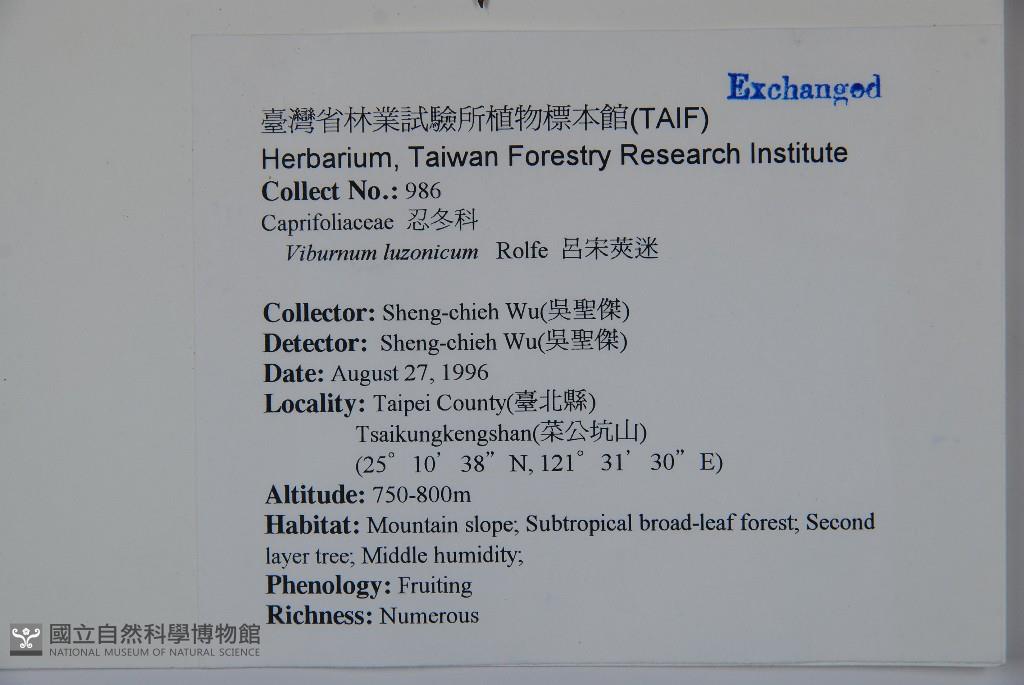 Exchanged
臺灣省林業試驗所植物標本館(TAIF)
Herbarium, Taiwan Forestry Research Institute
Collect No.: 986
Caprifoliaceae 忍冬科
Viburnum luzonicum Rolfe 呂宋莢迷
Collector: Sheng-chieh Wu(吳聖傑)
Detector: Sheng-chieh Wu(吳聖傑)
Date: August 27, 1996
Locality: Taipei County(臺北縣)
Tsaikungkengshan(菜公坑山)
(25° 10’ 38” N, 121° 31’ 30” E)
Altitude: 750-800m
Habitat: Mountain slope; Subtropical broad-leaf forest; Second
layer tree; Middle humidity;
Phenology: Fruiting
Richness: Numerous
國立自然科學博物館
NATIONAL MUSEUM OF NATURAL SCIENCE